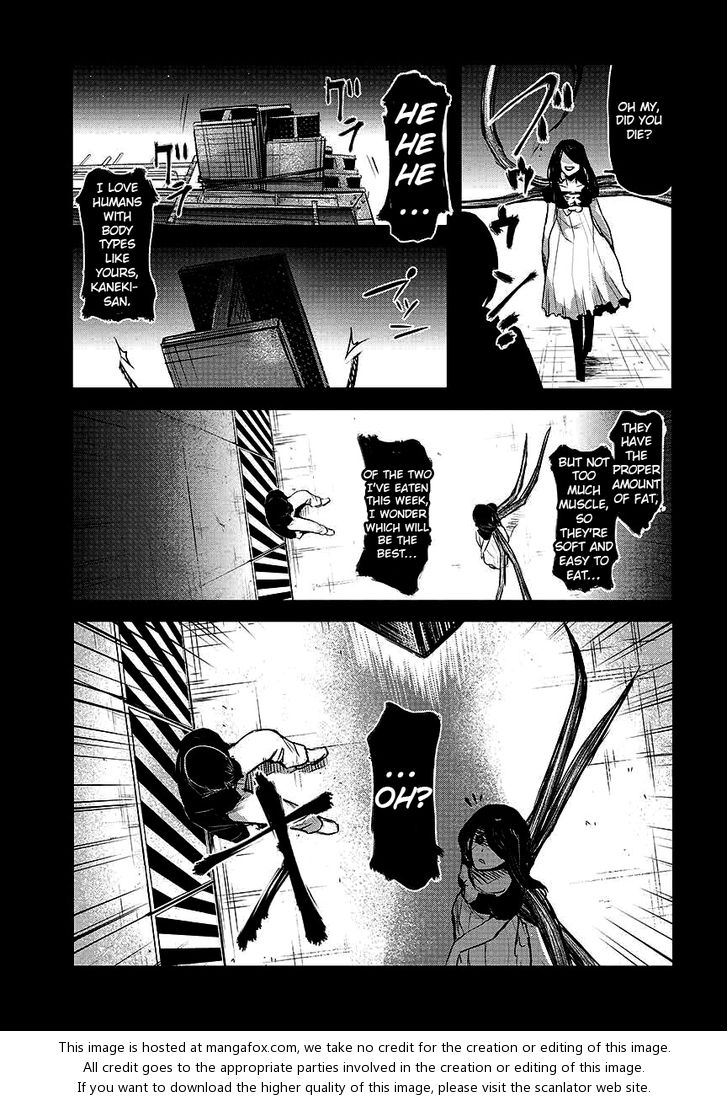 OH MY,
DID YOU
DIE?
HE
HE
HE
...
I LOVE
HUMANS
WITH
BODY
TYPES
LIKE
YOURS,
KANEKI-
SAN.
THEY
HAVE
THE
PROPER
AMOUNT
OF FAT,
BUT NOT
TOO
MUCH
MUSCLE,
SO
THEY'RE
SOFT AND
EASY TO
EAT...
OF THE TWO
I'VE EATEN
THIS WEEK,
I WONDER
WHICH WILL
BE THE
BEST...
...
OH?
This image is hosted at mangafox.com, we take no credit for the creation or editing of this image.
All credit goes to the appropriate parties involved in the creation or editing of this image.
If you want to download the higher quality of this image, please visit the scanlator web site.